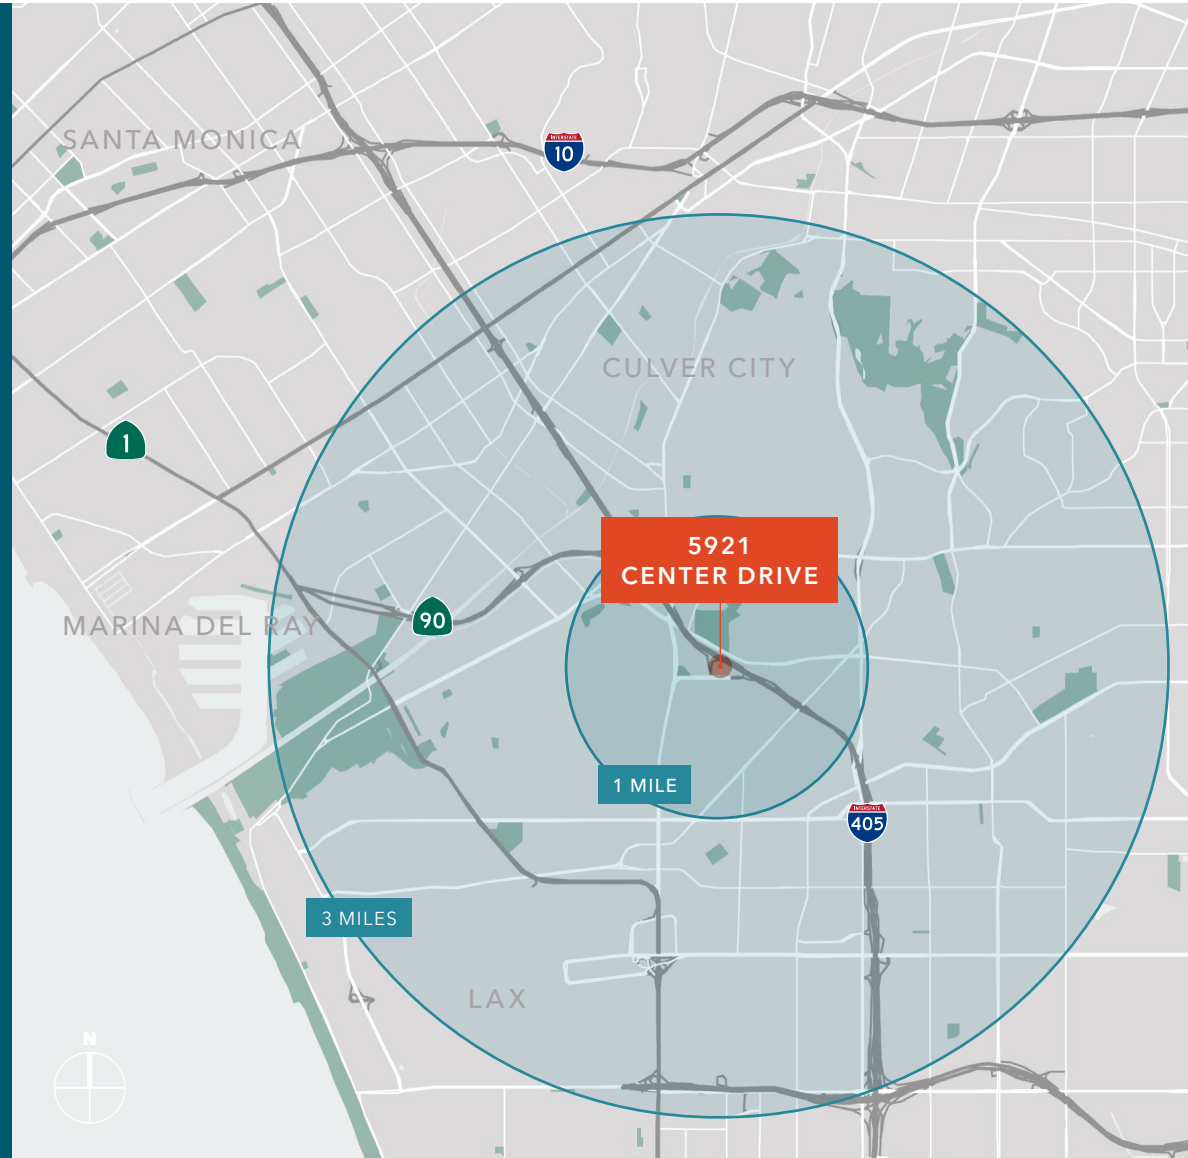 SANTA MONICA
INTERSTATE
10
CULVER CITY
1
5921
CENTER DRIVE
MARINA DEL RAY
90
1 MILE
INTERSTATE
405
3 MILES
LAX
N